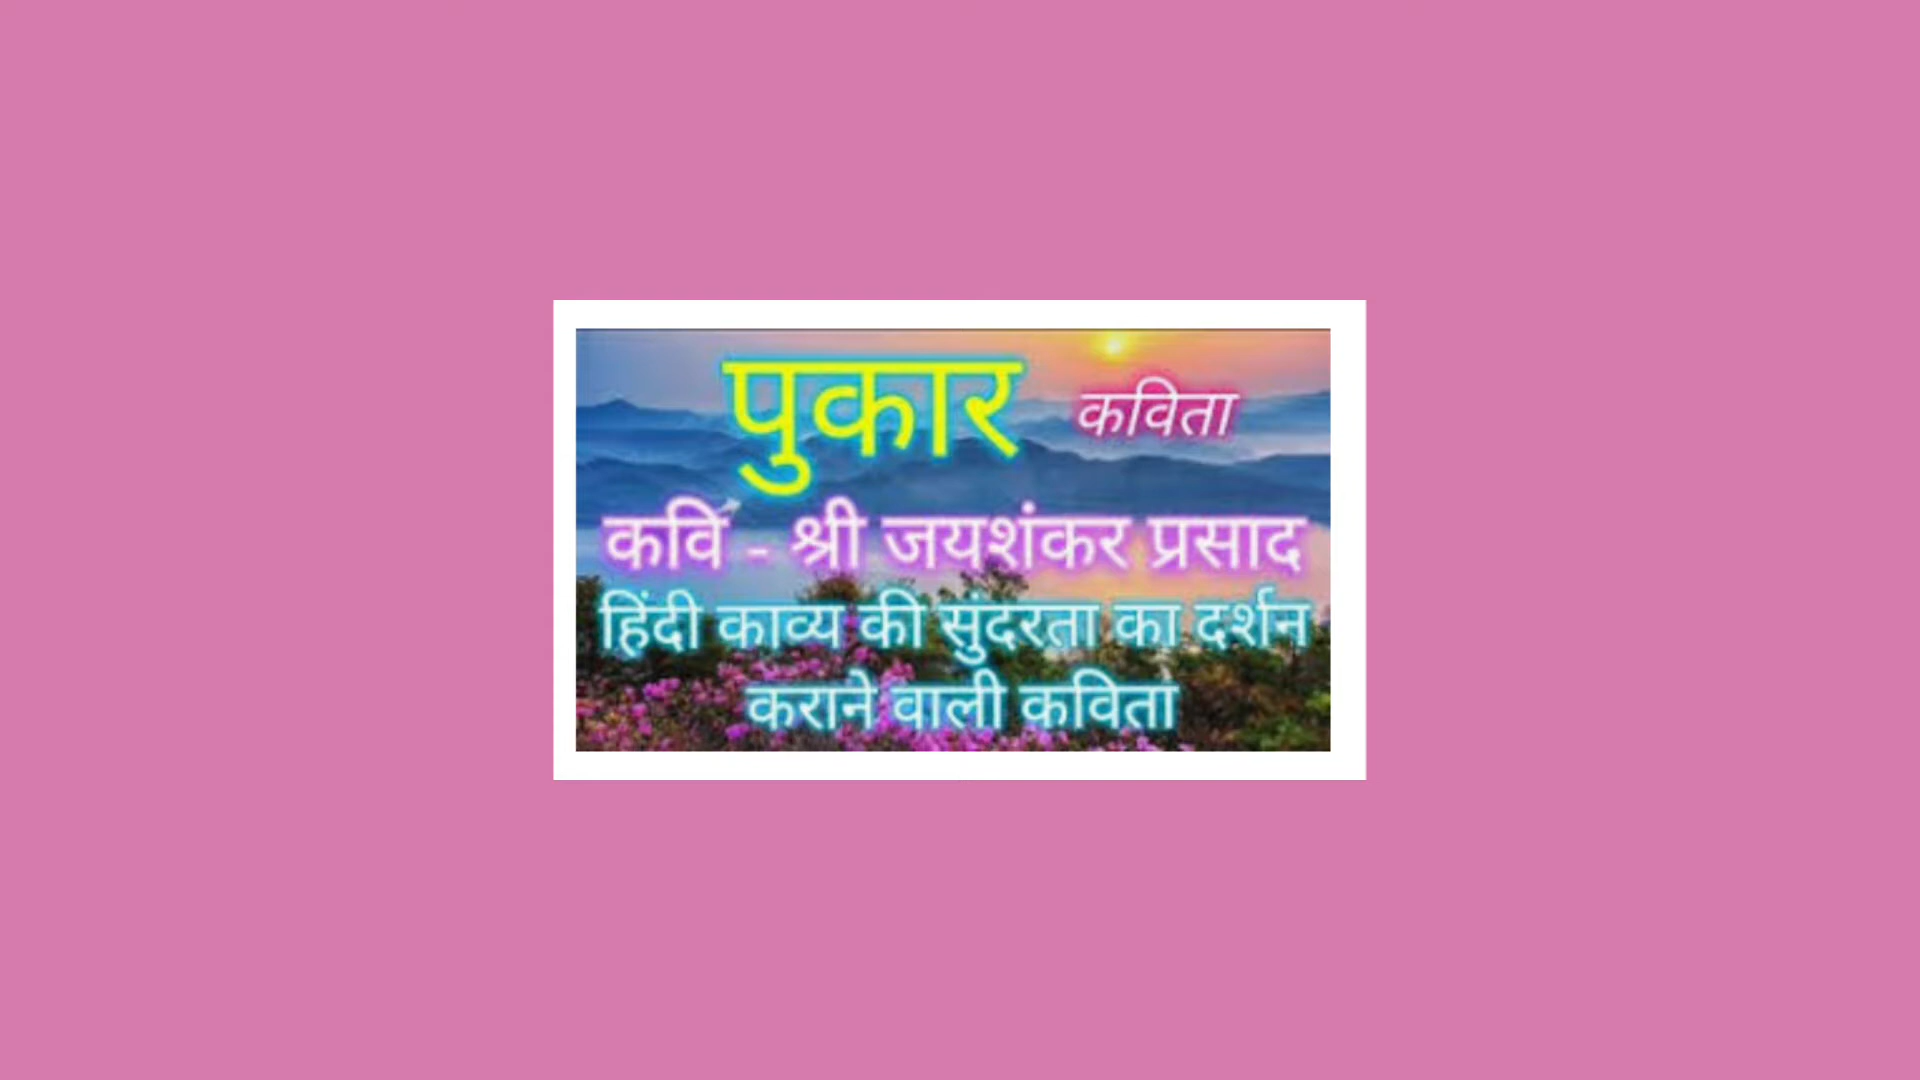 पुकार कविता
कवि - श्री जयशंकर प्रसाद
हिंदी काव्य की सुंदरता का दर्शन
कराने वाली कविता